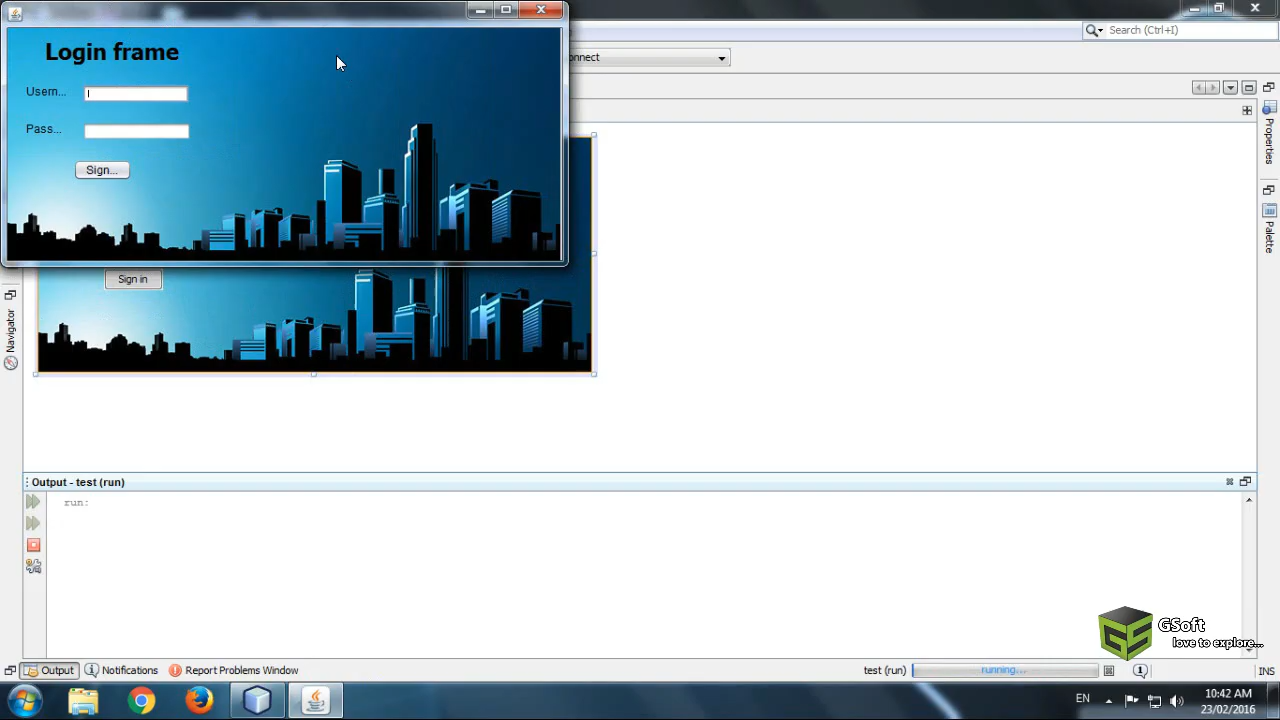 Search (Ctrl+I)
Login frame
onnect
Usern...
Pass...
Sign...
Properties
Palette
Sign in
Navigator
Output - test (run)
run:
GSoft
love to explore...
Output
Notifications
Report Problems Window
test (run)
running...
INS
EN
10:42 AM
23/02/2016